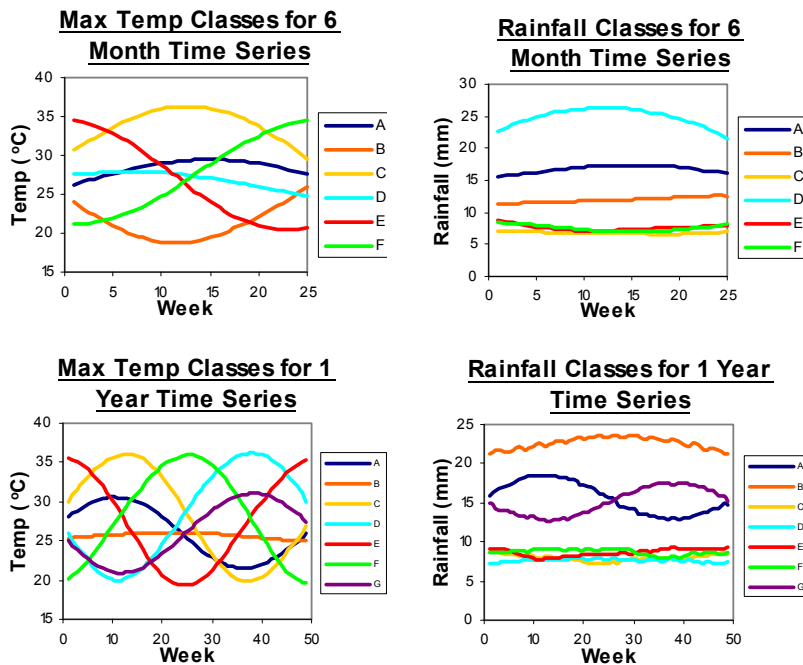 Max Temp Classes for 6
Month Time Series
40
35
30
25
20
15
Temp (ºC)
0
5
10
15
20
25
Week
A
B
C
D
E
F
Rainfall Classes for 6
Month Time Series
30
25
20
15
10
5
0
Rainfall (mm)
0
5
10
15
20
25
Week
A
B
C
D
E
F
Max Temp Classes for 1
Year Time Series
40
35
30
25
20
15
Temp (ºC)
0
10
20
30
40
50
Week
A
B
C
D
E
F
G
Rainfall Classes for 1 Year
Time Series
25
20
15
10
5
0
Rainfall (mm)
0
10
20
30
40
50
Week
A
B
C
D
E
F
G